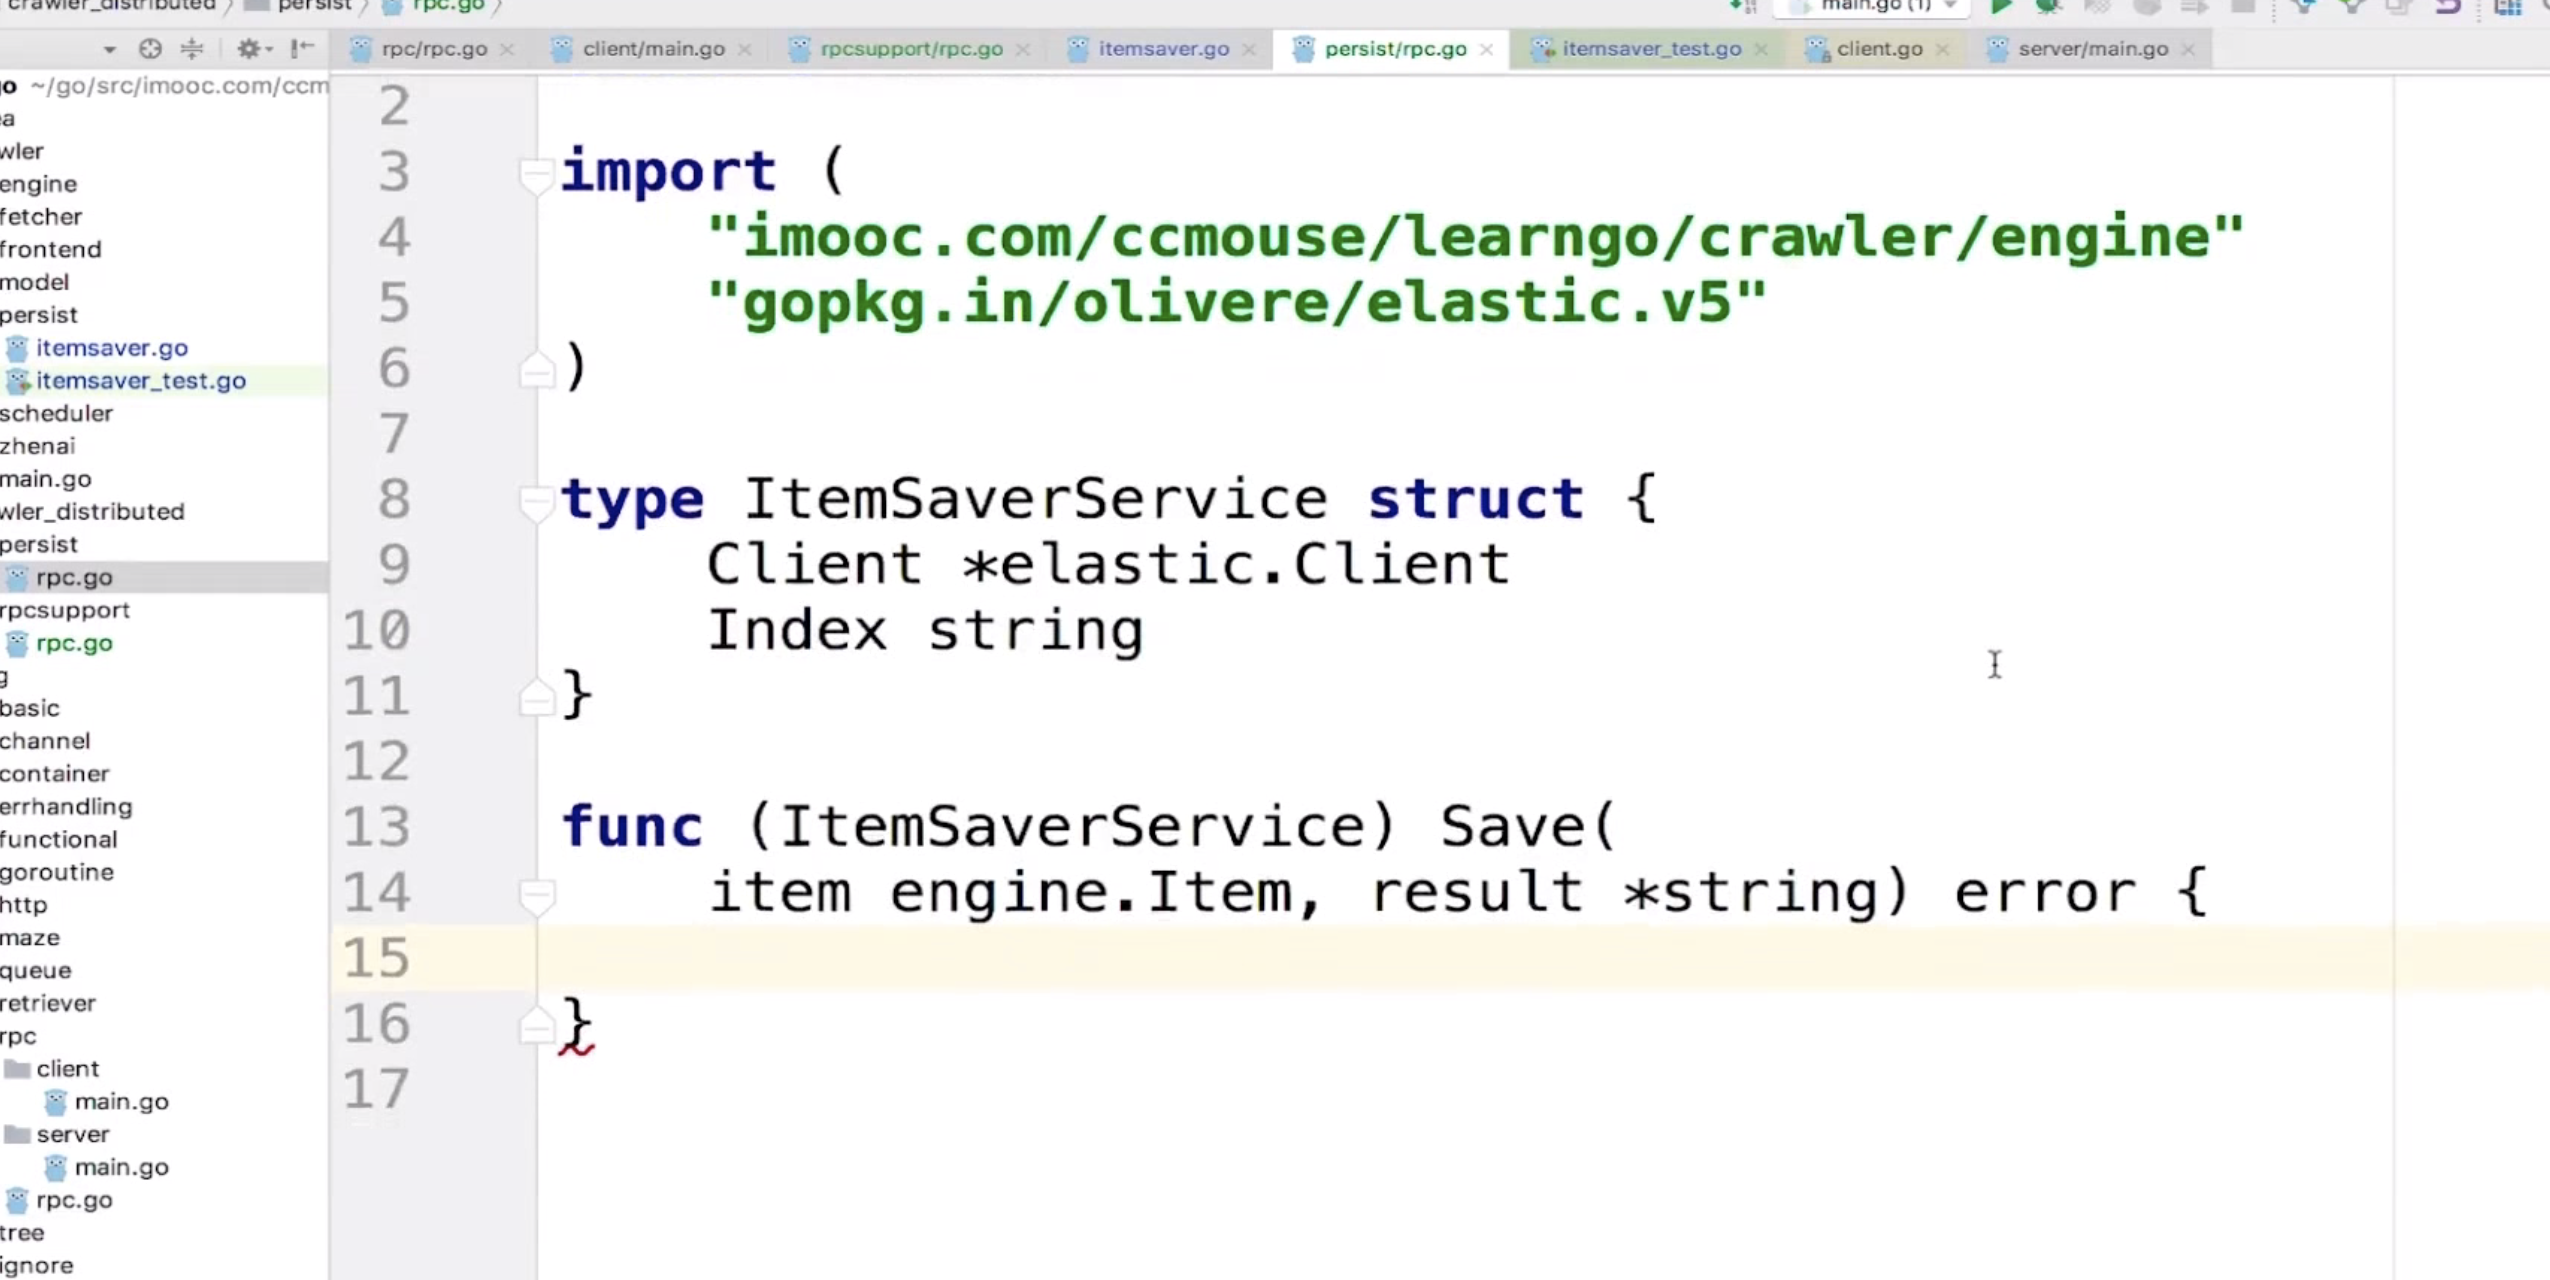 crawler_distributed persist rpc.go main.go (1)
rpc/rpc.go client/main.go rpcsupport/rpc.go itemsaver.go persist/rpc.go itemsaver_test.go client.go server/main.go
go ~/go/src/imooc.com/ccm
ea
wler
engine
fetcher
frontend
model
persist
itemsaver.go
itemsaver_test.go
scheduler
zhenai
main.go
wler_distributed
persist
rpc.go
rpcsupport
rpc.go
g
basic
channel
container
errhandling
functional
goroutine
http
maze
queue
retriever
rpc
client
main.go
server
main.go
rpc.go
tree
ignore
2
3 import (
4 "imooc.com/ccmouse/learngo/crawler/engine"
5 "gopkg.in/olivere/elastic.v5"
6 )
7
8 type ItemSaverService struct {
9 Client *elastic.Client
10 Index string
11 }
12
13 func (ItemSaverService) Save(
14 item engine.Item, result *string) error {
15
16 }
17